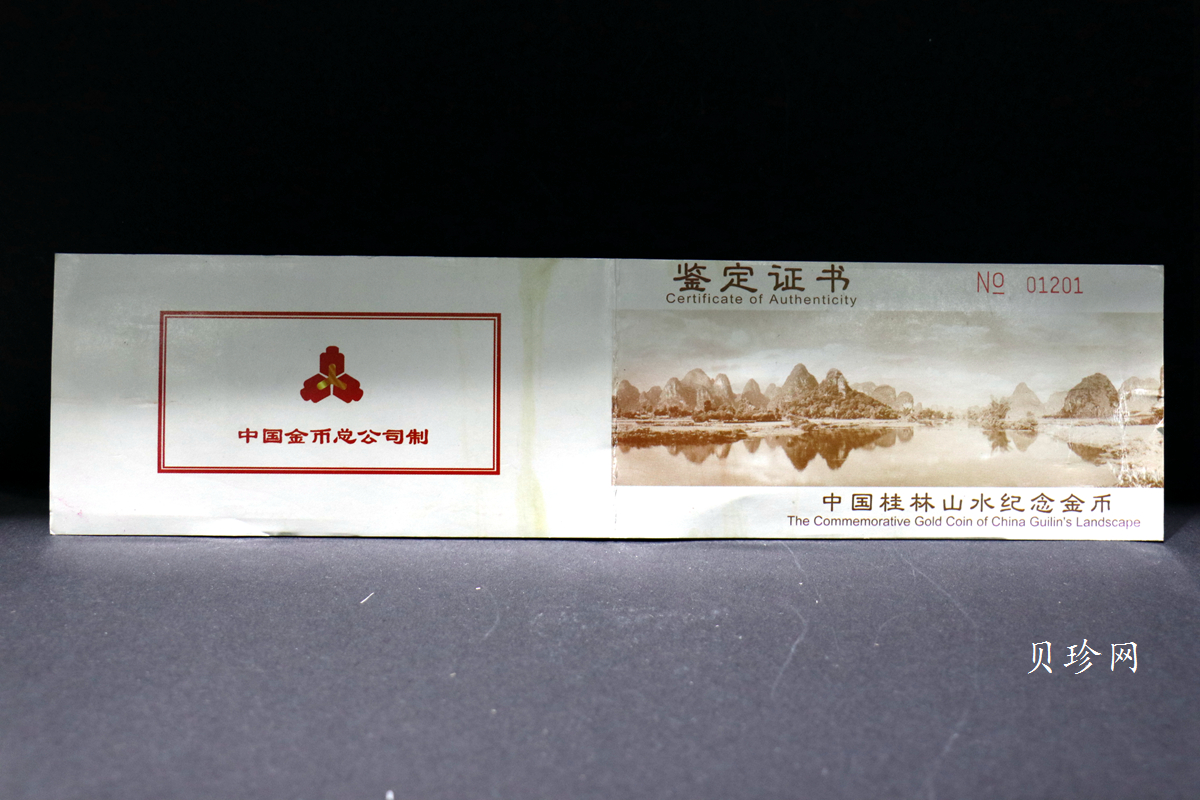 中国金币总公司制
鉴定证书
Certificate of Authenticity
№ 01201
中国桂林山水纪念金币
The Commemorative Gold Coin of China Guilin's Landscape
贝珍网